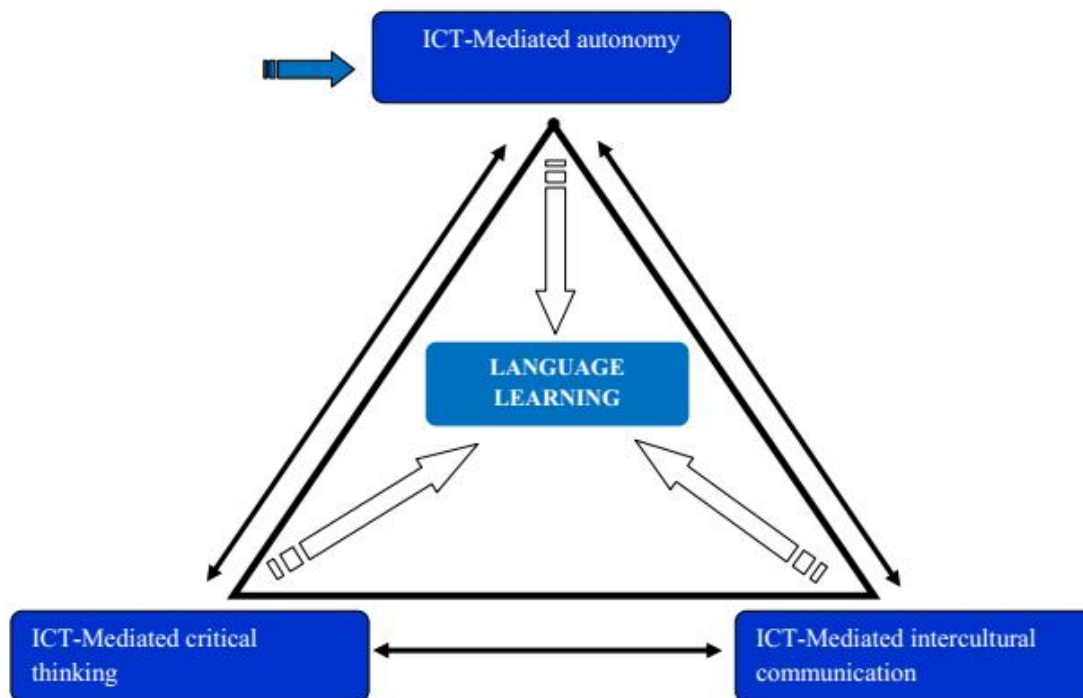 ICT-Mediated autonomy
LANGUAGE
LEARNING
ICT-Mediated critical
thinking
ICT-Mediated intercultural
communication